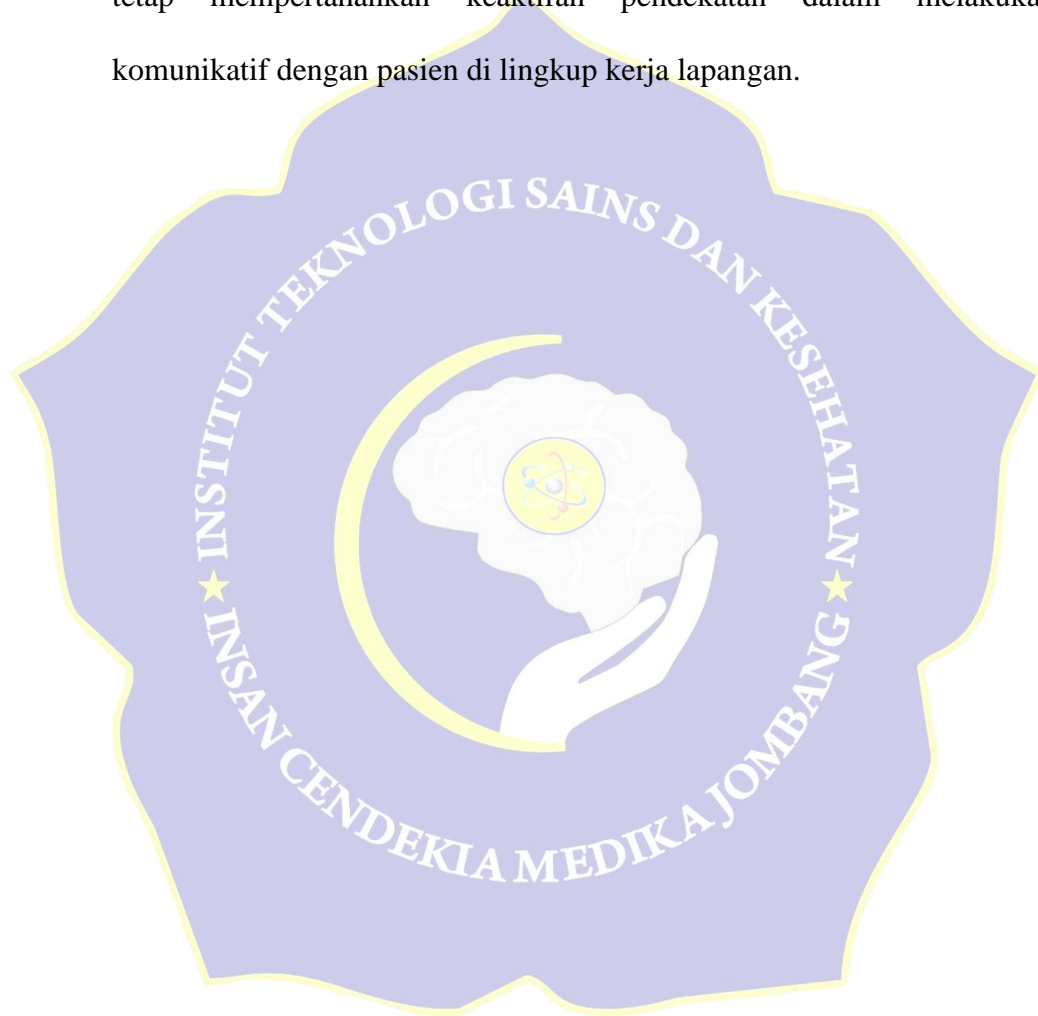 tetap mempertahankan keaktifan pendekatan dalam melakuka
komunikatif dengan pasien di lingkup kerja lapangan.
INSTITUT TEKNOLOGI SAINS DAN KESEHATAN
INSAN CENDEKIA MEDIKA JOMBANG